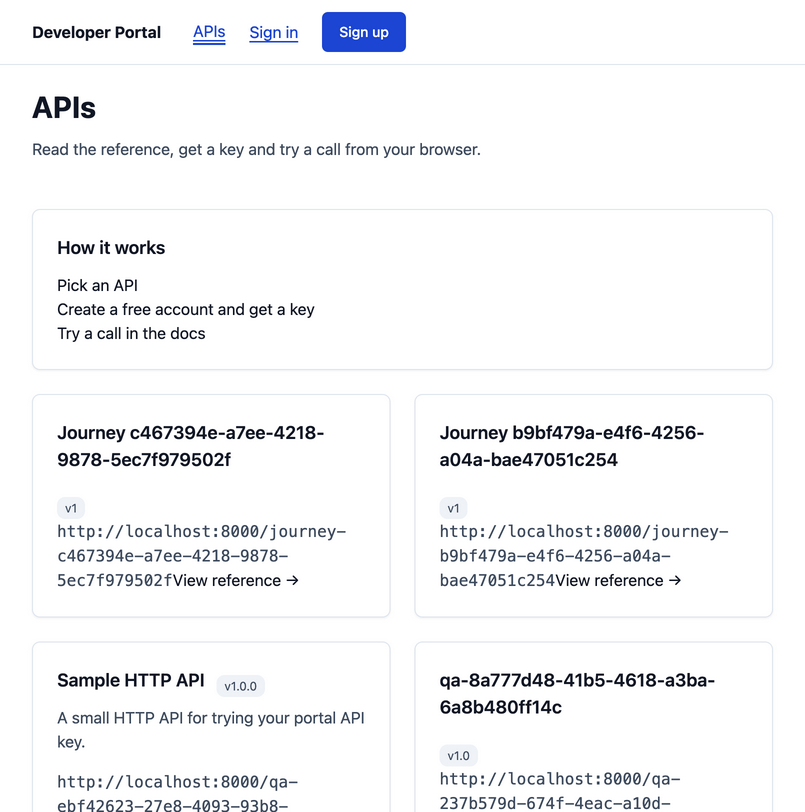 Developer Portal APIs Sign in Sign up
APIs
Read the reference, get a key and try a call from your browser.
How it works
Pick an API
Create a free account and get a key
Try a call in the docs
Journey c467394e-a7ee-4218-
9878-5ec7f979502f
v1
http://localhost:8000/journey-
c467394e-a7ee-4218-9878-
5ec7f979502fView reference →
Journey b9bf479a-e4f6-4256-
a04a-bae47051c254
v1
http://localhost:8000/journey-
b9bf479a-e4f6-4256-a04a-
bae47051c254View reference →
Sample HTTP API v1.0.0
A small HTTP API for trying your portal API
key.
http://localhost:8000/qa-
ebf42623-27e8-4093-93b8-
qa-8a777d48-41b5-4618-a3ba-
6a8b480ff14c
v1.0
http://localhost:8000/qa-
237b579d-674f-4eac-a10d-